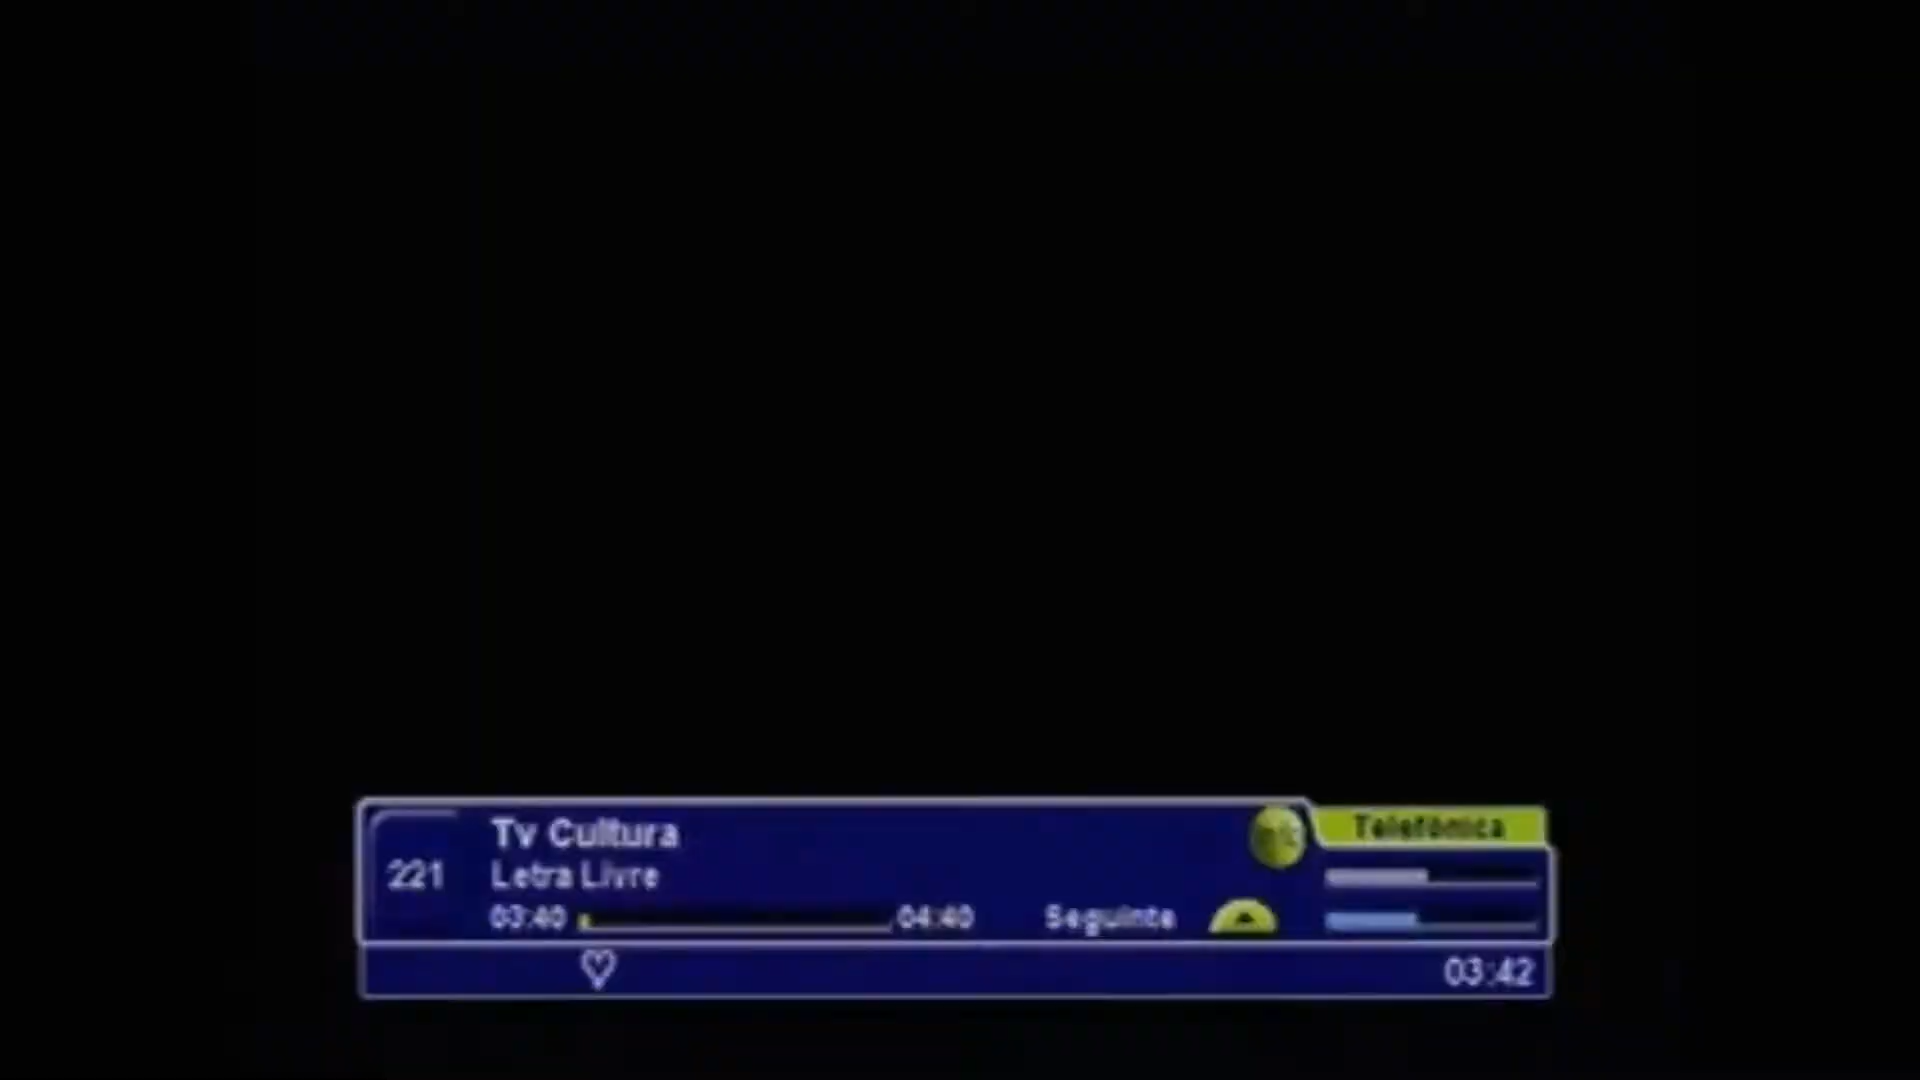 Tv Cultura
Telefônica
221
Letra Livre
03:40
04:40
Seguinte
03:42